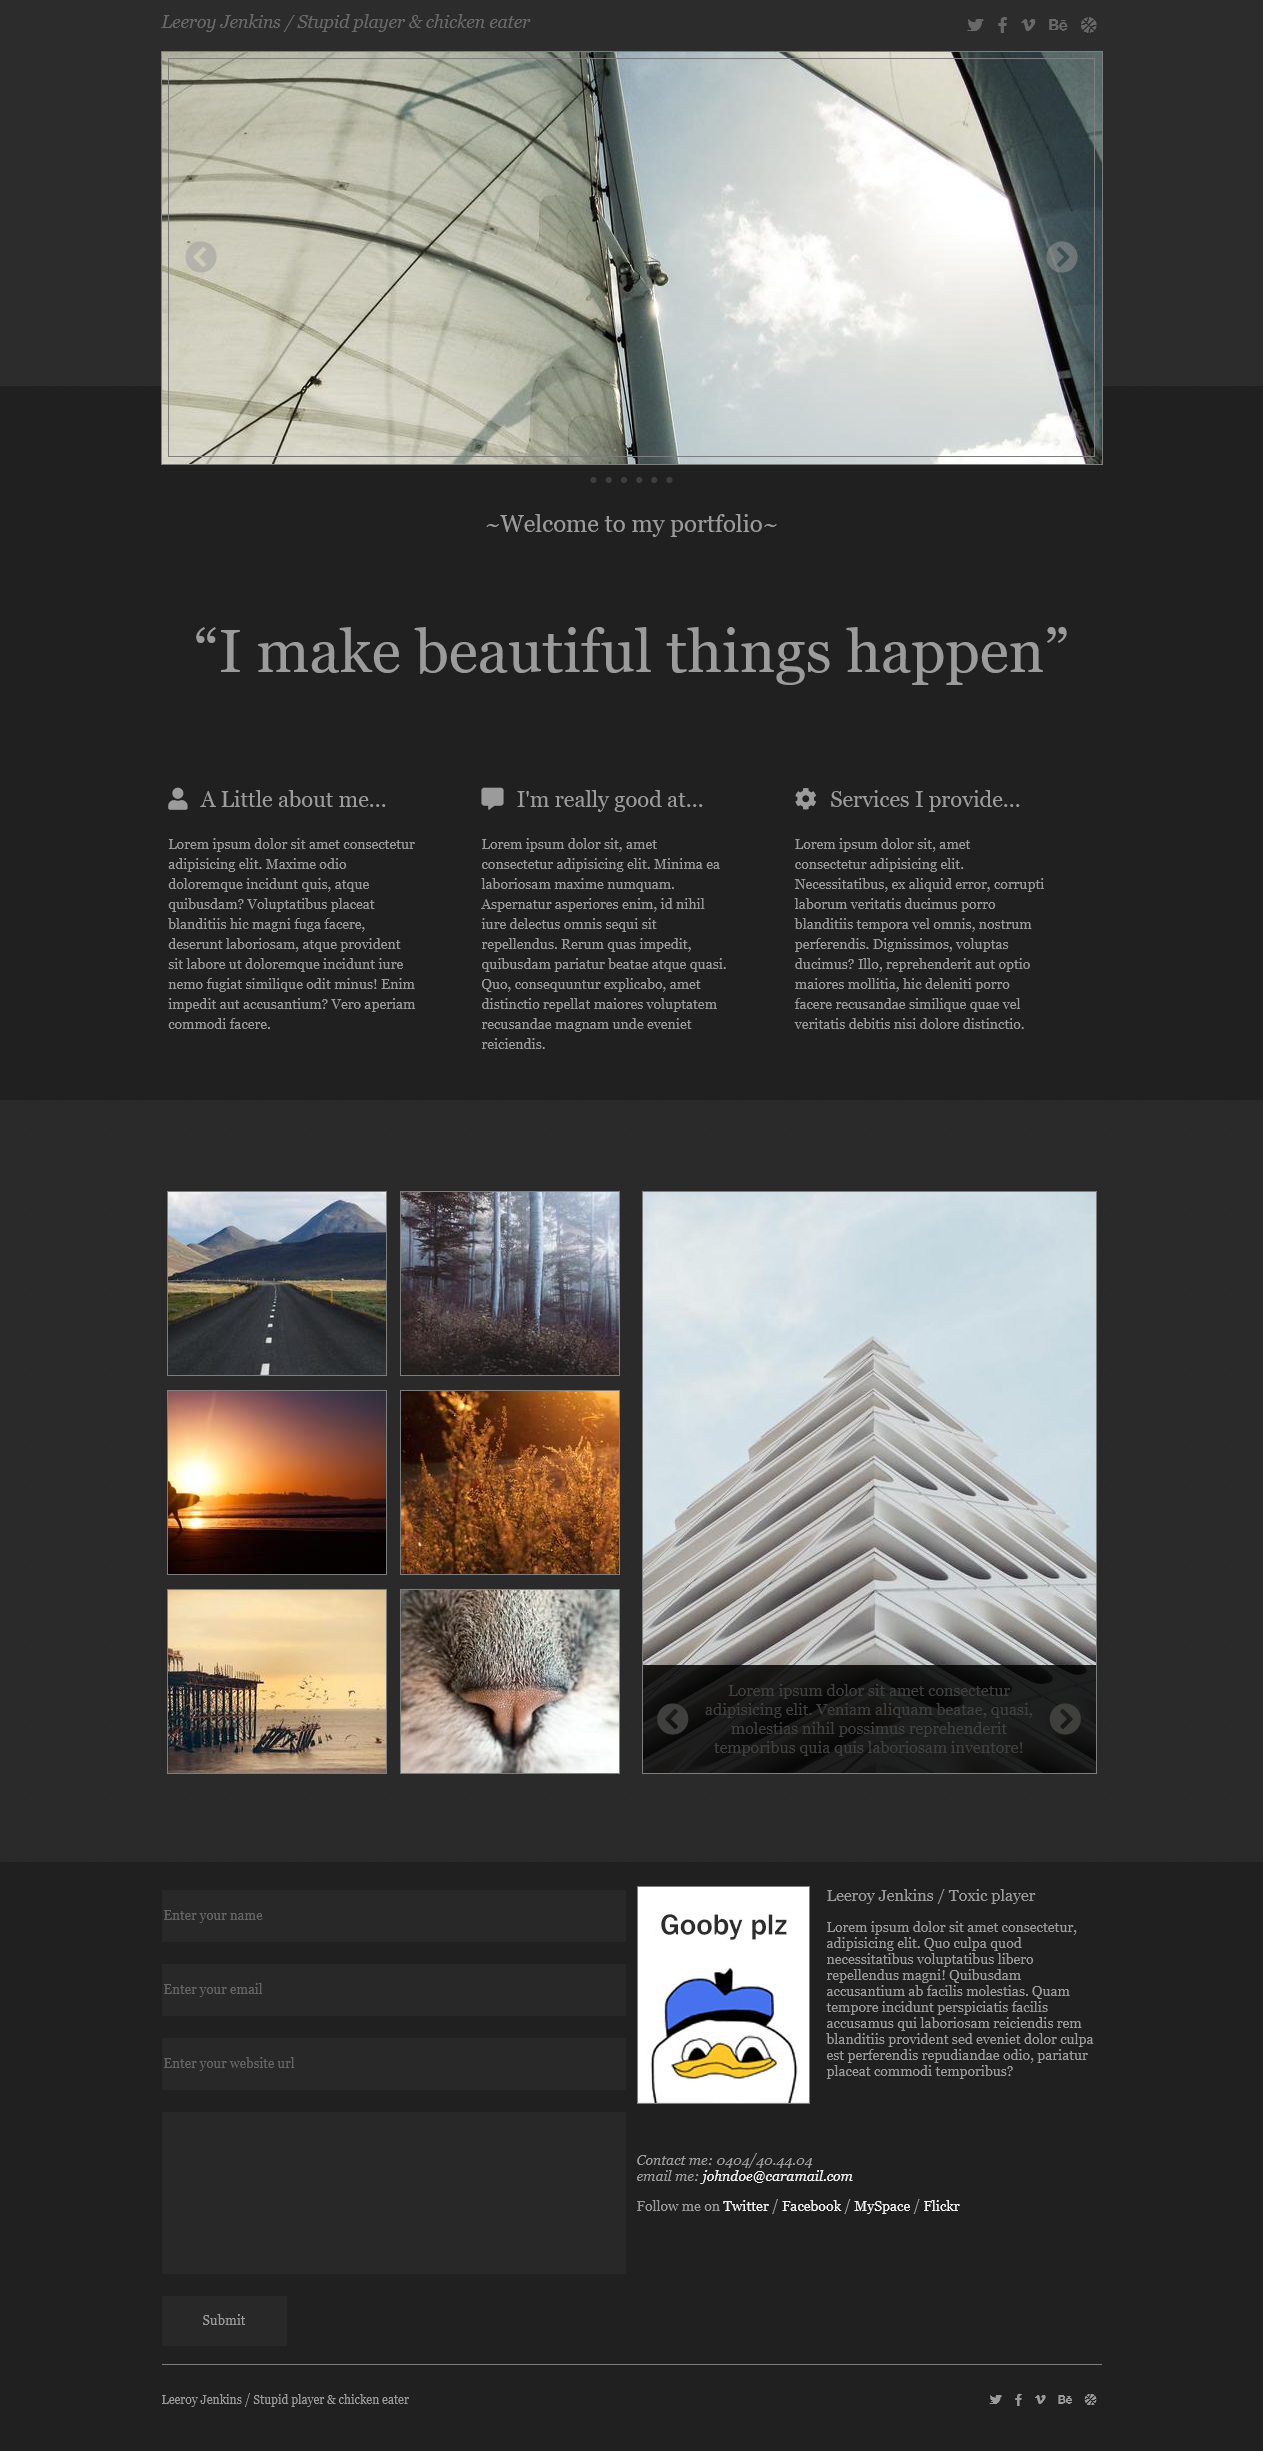 Leeroy Jenkins / Stupid player & chicken eater
Bē
~Welcome to my portfolio~
“I make beautiful things happen”
A Little about me...
Lorem ipsum dolor sit amet consectetur
adipisicing elit. Maxime odio
doloremque incidunt quis, atque
quibusdam? Voluptatibus placeat
blanditiis hic magni fuga facere,
deserunt laboriosam, atque provident
sit labore ut doloremque incidunt iure
nemo fugiat similique odit minus! Enim
impedit aut accusantium? Vero aperiam
commodi facere.
I'm really good at...
Lorem ipsum dolor sit, amet
consectetur adipisicing elit. Minima ea
laboriosam maxime numquam.
Aspernatur asperiores enim, id nihil
iure delectus omnis sequi sit
repellendus. Rerum quas impedit,
quibusdam pariatur beatae atque quasi.
Quo, consequuntur explicabo, amet
distinctio repellat maiores voluptatem
recusandae magnam unde eveniet
reiciendis.
Services I provide...
Lorem ipsum dolor sit, amet
consectetur adipisicing elit.
Necessitatibus, ex aliquid error, corrupti
laborum veritatis ducimus porro
blanditiis tempora vel omnis, nostrum
perferendis. Dignissimos, voluptas
ducimus? Illo, reprehenderit aut optio
maiores mollitia, hic deleniti porro
facere recusandae similique quae vel
veritatis debitis nisi dolore distinctio.
Lorem ipsum dolor sit amet consectetur
adipisicing elit. Veniam aliquam beatae, quasi,
molestias nihil possimus reprehenderit
temporibus quia quis laboriosam inventore!
Enter your name
Enter your email
Enter your website url
Submit
Gooby plz
Leeroy Jenkins / Toxic player
Lorem ipsum dolor sit amet consectetur,
adipisicing elit. Quo culpa quod
necessitatibus voluptatibus libero
repellendus magni! Quibusdam
accusantium ab facilis molestias. Quam
tempore incidunt perspiciatis facilis
accusamus qui laboriosam reiciendis rem
blanditiis provident sed eveniet dolor culpa
est perferendis repudiandae odio, pariatur
placeat commodi temporibus?
Contact me: 0404/40.44.04
email me: johndoe@caramail.com
Follow me on Twitter / Facebook / MySpace / Flickr
Leeroy Jenkins / Stupid player & chicken eater
Bē